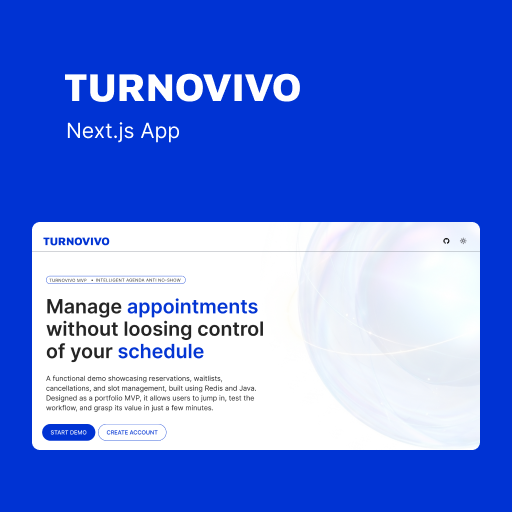 TURNOVIVO
Next.js App
TURNOVIVO
TURNOVIVO MVP • INTELLIGENT AGENDA ANTI NO-SHOW
Manage appointments
without loosing control
of your schedule
A functional demo showcasing reservations, waitlists,
cancellations, and slot management, built using Redis and Java.
Designed as a portfolio MVP, it allows users to jump in, test the
workflow, and grasp its value in just a few minutes.
START DEMO CREATE ACCOUNT